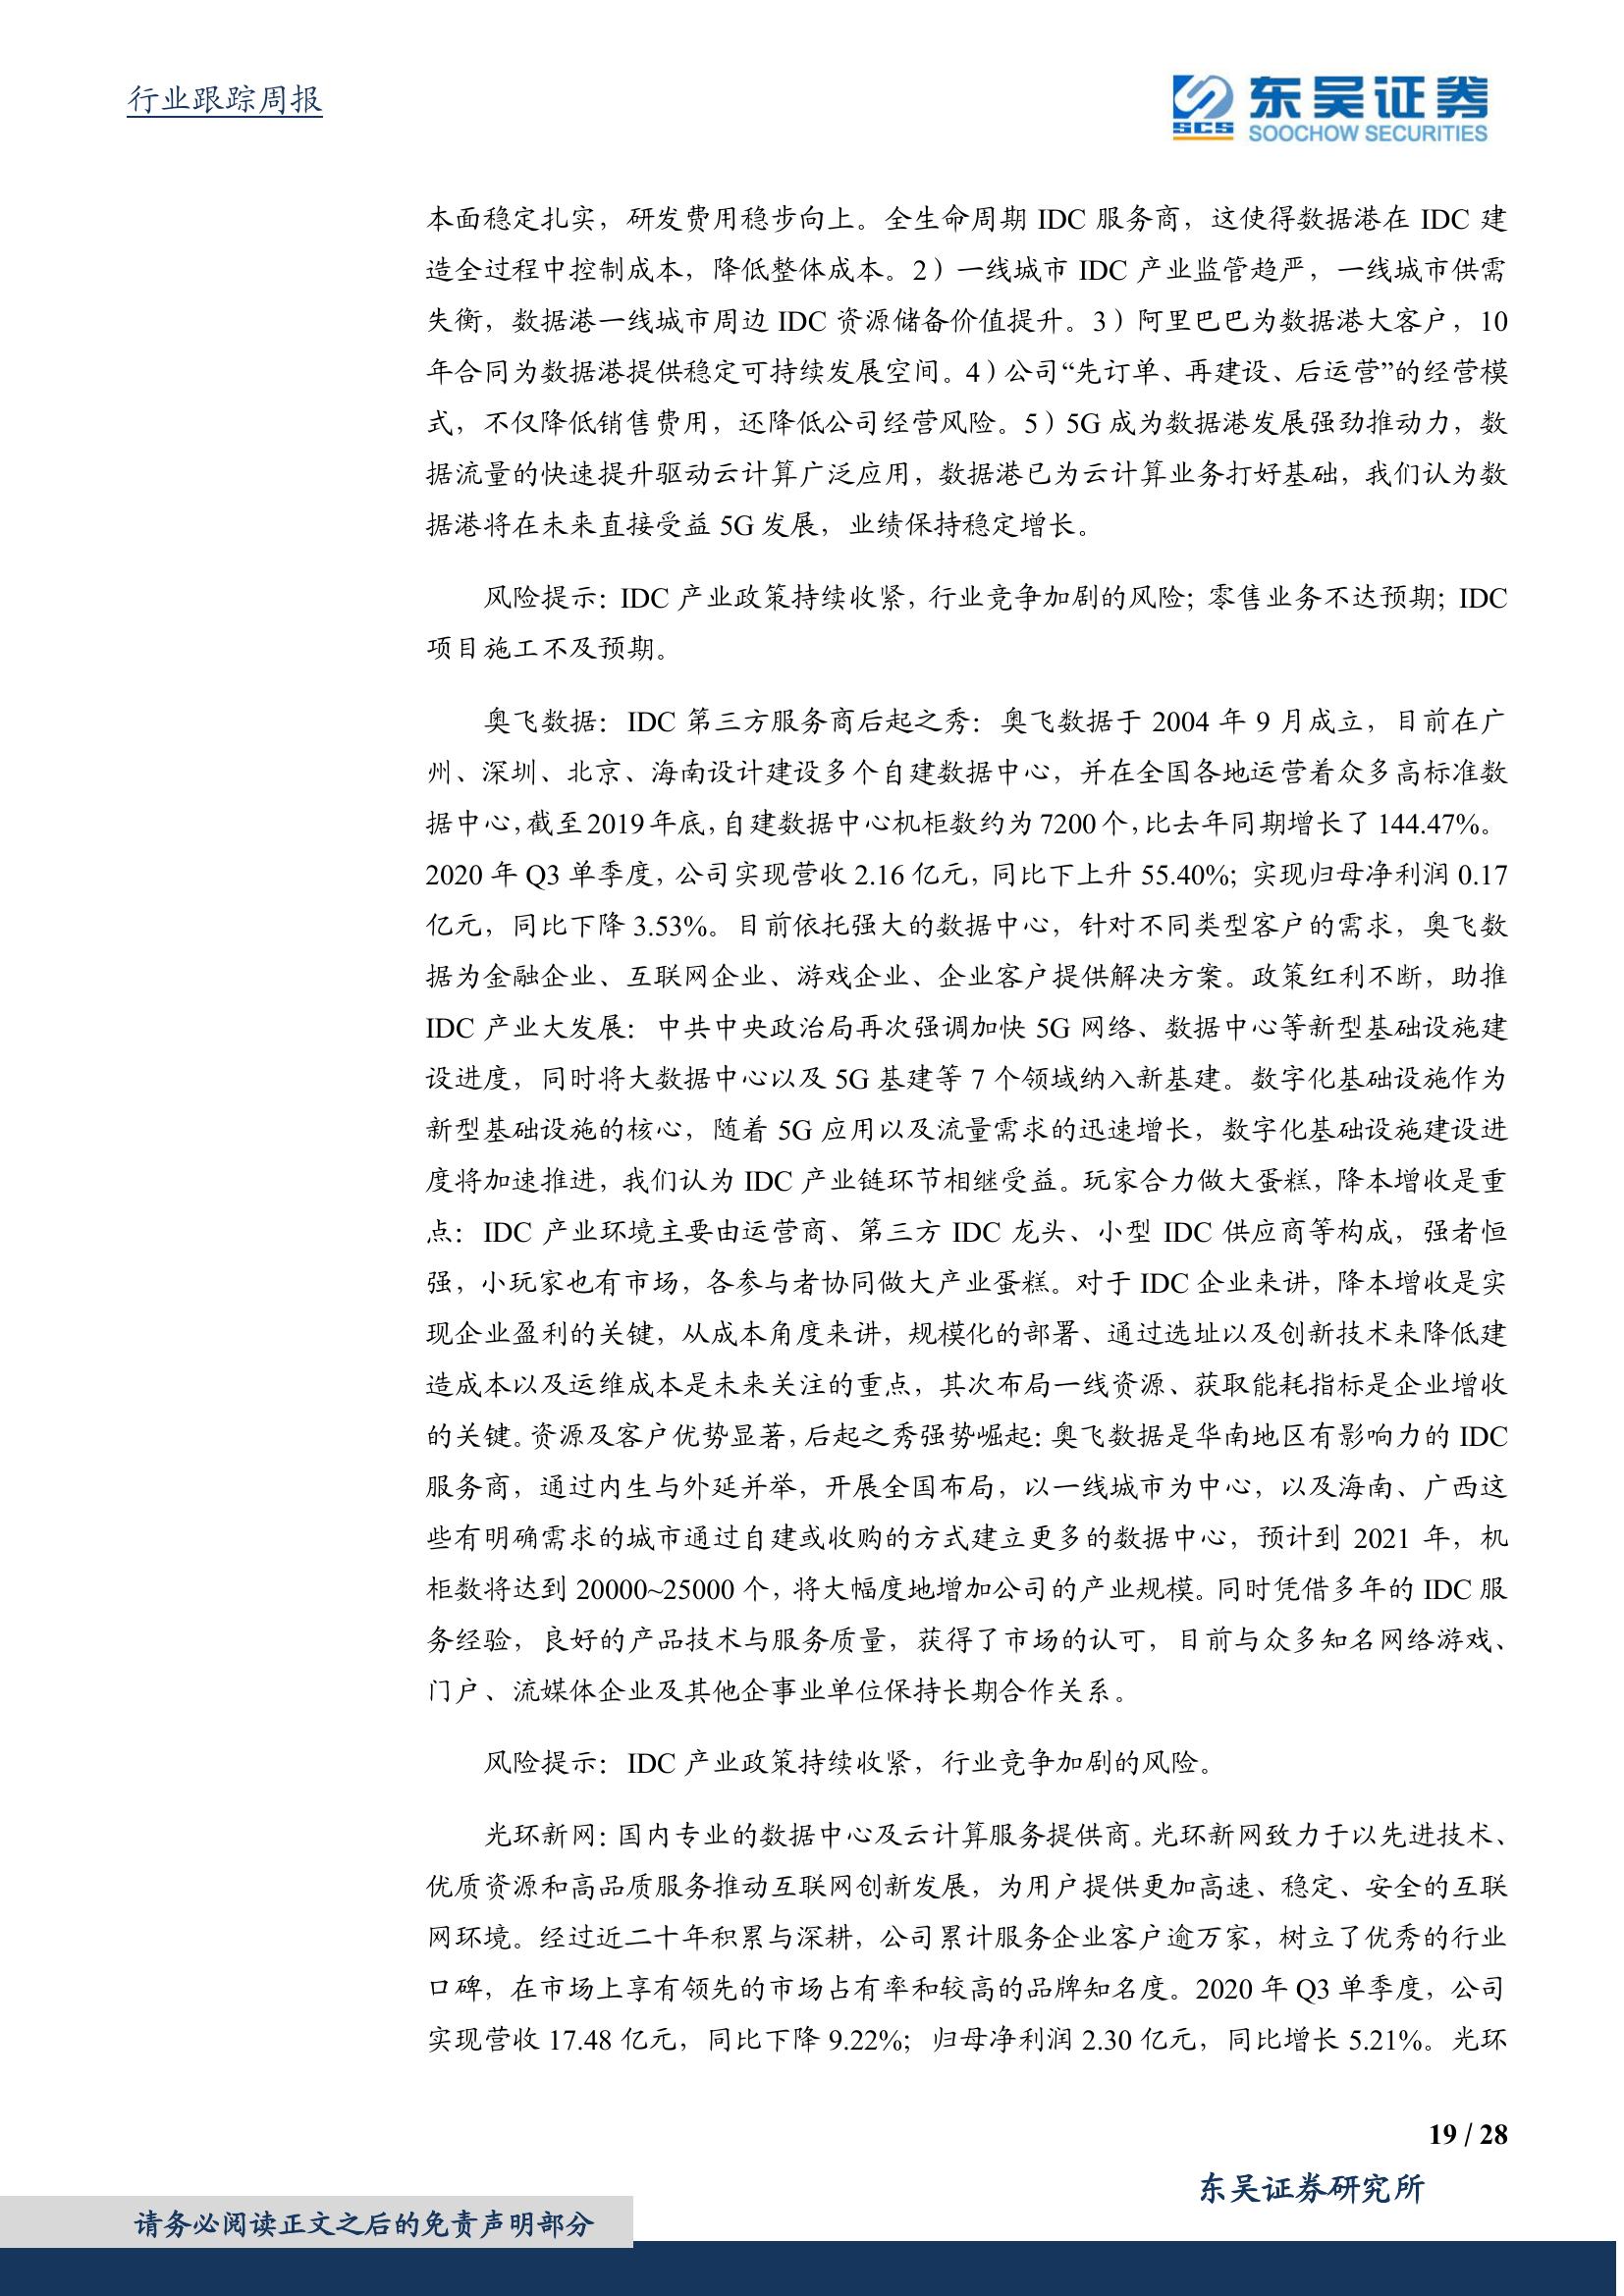 行业跟踪周报
东吴证券
SCS SOOCHOW SECURITIES
本面稳定扎实，研发费用稳步向上。全生命周期 IDC 服务商，这使得数据港在 IDC 建
造全过程中控制成本，降低整体成本。2）一线城市 IDC 产业监管趋严，一线城市供需
失衡，数据港一线城市周边 IDC 资源储备价值提升。3）阿里巴巴为数据港大客户，10
年合同为数据港提供稳定可持续发展空间。4）公司“先订单、再建设、后运营”的经营模
式，不仅降低销售费用，还降低公司经营风险。5）5G 成为数据港发展强劲推动力，数
据流量的快速提升驱动云计算广泛应用，数据港已为云计算业务打好基础，我们认为数
据港将在未来直接受益 5G 发展，业绩保持稳定增长。
风险提示：IDC 产业政策持续收紧，行业竞争加剧的风险；零售业务不达预期；IDC
项目施工不及预期。
奥飞数据：IDC 第三方服务商后起之秀：奥飞数据于 2004 年 9 月成立，目前在广
州、深圳、北京、海南设计建设多个自建数据中心，并在全国各地运营着众多高标准数
据中心，截至 2019 年底，自建数据中心机柜数约为 7200 个，比去年同期增长了 144.47%。
2020 年 Q3 单季度，公司实现营收 2.16 亿元，同比下上升 55.40%；实现归母净利润 0.17
亿元，同比下降 3.53%。目前依托强大的数据中心，针对不同类型客户的需求，奥飞数
据为金融企业、互联网企业、游戏企业、企业客户提供解决方案。政策红利不断，助推
IDC 产业大发展：中共中央政治局再次强调加快 5G 网络、数据中心等新型基础设施建
设进度，同时将大数据中心以及 5G 基建等 7 个领域纳入新基建。数字化基础设施作为
新型基础设施的核心，随着 5G 应用以及流量需求的迅速增长，数字化基础设施建设进
度将加速推进，我们认为 IDC 产业链环节相继受益。玩家合力做大蛋糕，降本增收是重
点：IDC 产业环境主要由运营商、第三方 IDC 龙头、小型 IDC 供应商等构成，强者恒
强，小玩家也有市场，各参与者协同做大产业蛋糕。对于 IDC 企业来讲，降本增收是实
现企业盈利的关键，从成本角度来讲，规模化的部署、通过选址以及创新技术来降低建
造成本以及运维成本是未来关注的重点，其次布局一线资源、获取能耗指标是企业增收
的关键。资源及客户优势显著，后起之秀强势崛起：奥飞数据是华南地区有影响力的 IDC
服务商，通过内生与外延并举，开展全国布局，以一线城市为中心，以及海南、广西这
些有明确需求的城市通过自建或收购的方式建立更多的数据中心，预计到 2021 年，机
柜数将达到 20000~25000 个，将大幅度地增加公司的产业规模。同时凭借多年的 IDC 服
务经验，良好的产品技术与服务质量，获得了市场的认可，目前与众多知名网络游戏、
门户、流媒体企业及其他企事业单位保持长期合作关系。
风险提示：IDC 产业政策持续收紧，行业竞争加剧的风险。
光环新网：国内专业的数据中心及云计算服务提供商。光环新网致力于以先进技术、
优质资源和高品质服务推动互联网创新发展，为用户提供更加高速、稳定、安全的互联
网环境。经过近二十年积累与深耕，公司累计服务企业客户逾万家，树立了优秀的行业
口碑，在市场上享有领先的市场占有率和较高的品牌知名度。2020 年 Q3 单季度，公司
实现营收 17.48 亿元，同比下降 9.22%；归母净利润 2.30 亿元，同比增长 5.21%。光环
19 / 28
东吴证券研究所
请务必阅读正文之后的免责声明部分